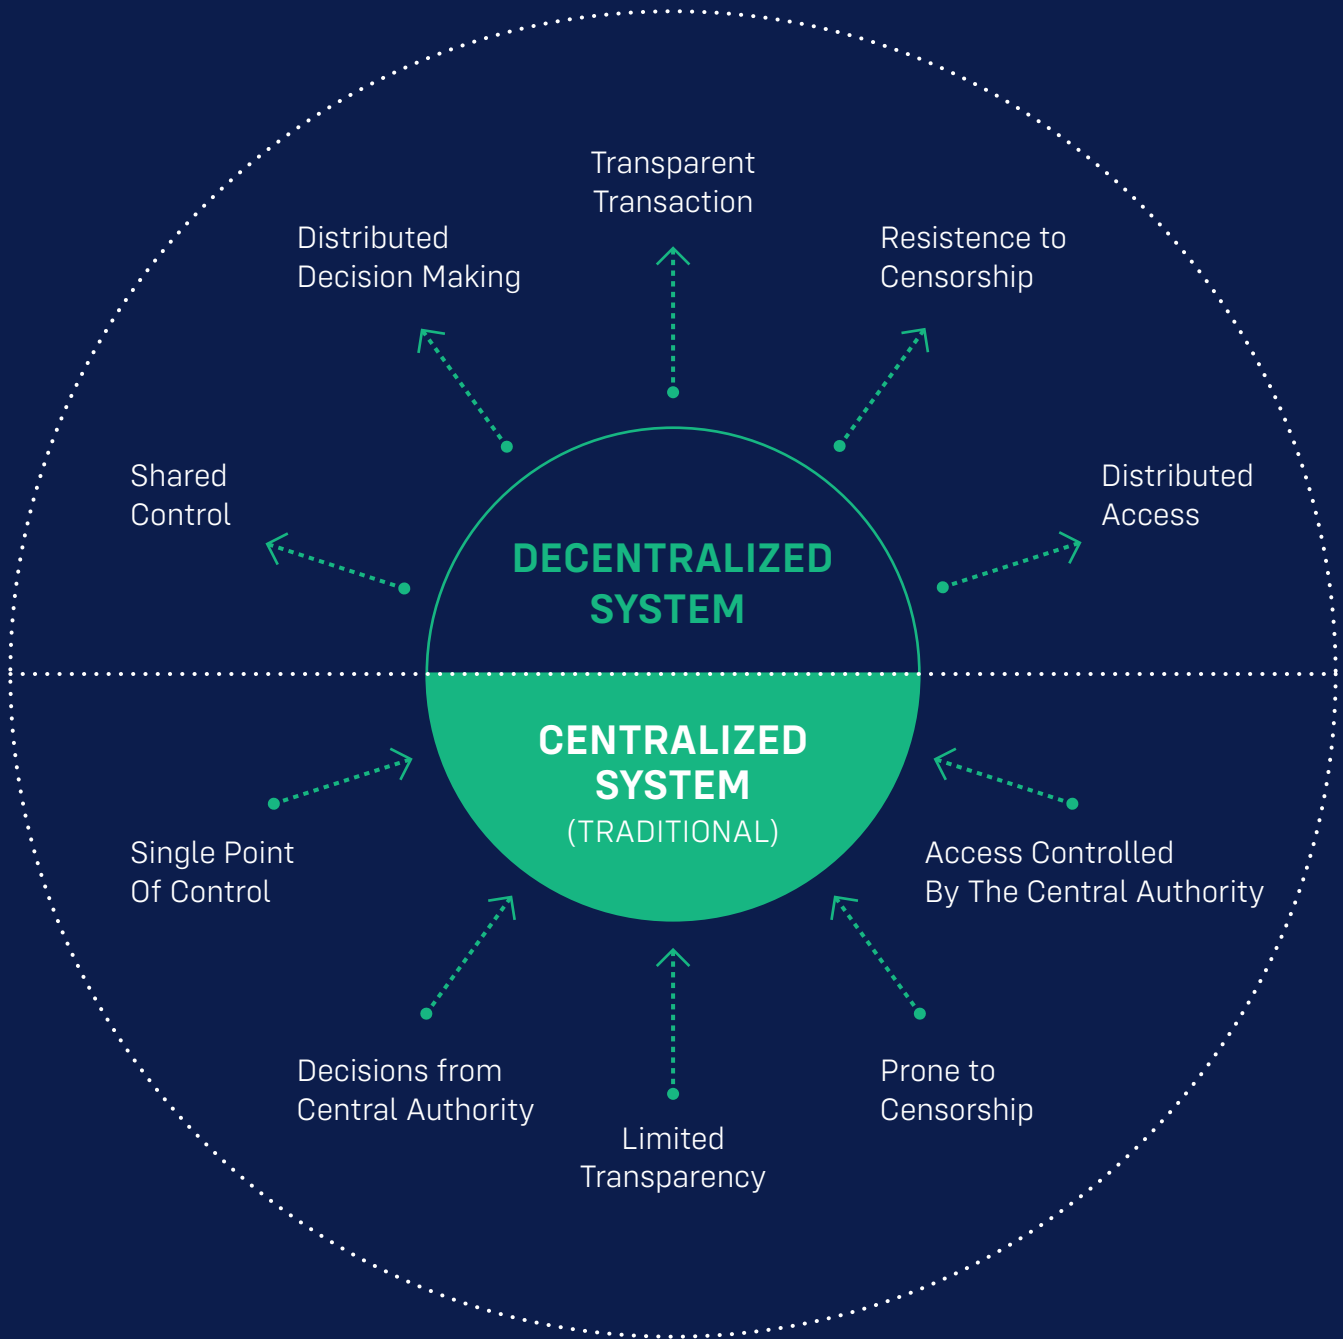 Transparent
Transaction
Distributed
Decision Making
Resistence to
Censorship
Shared
Control
Distributed
Access
DECENTRALIZED
SYSTEM
CENTRALIZED
SYSTEM
(TRADITIONAL)
Single Point
Of Control
Access Controlled
By The Central Authority
Decisions from
Central Authority
Prone to
Censorship
Limited
Transparency